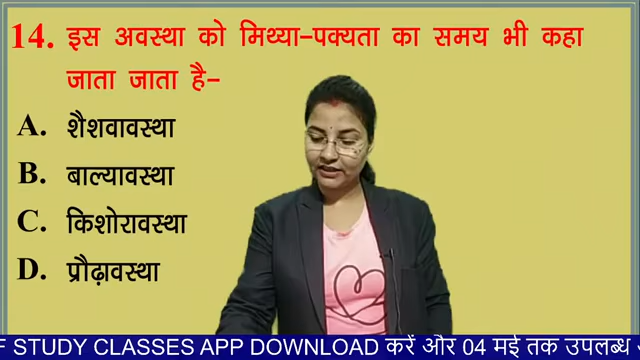 14. इस अवस्था को मिथ्या-पक्यता का समय भी कहा
जाता जाता है-
A. शैशवावस्था
B. बाल्यावस्था
C. किशोरावस्था
D. प्रौढ़ावस्था
F STUDY CLASSES APP DOWNLOAD करें और 04 मई तक उपलब्ध